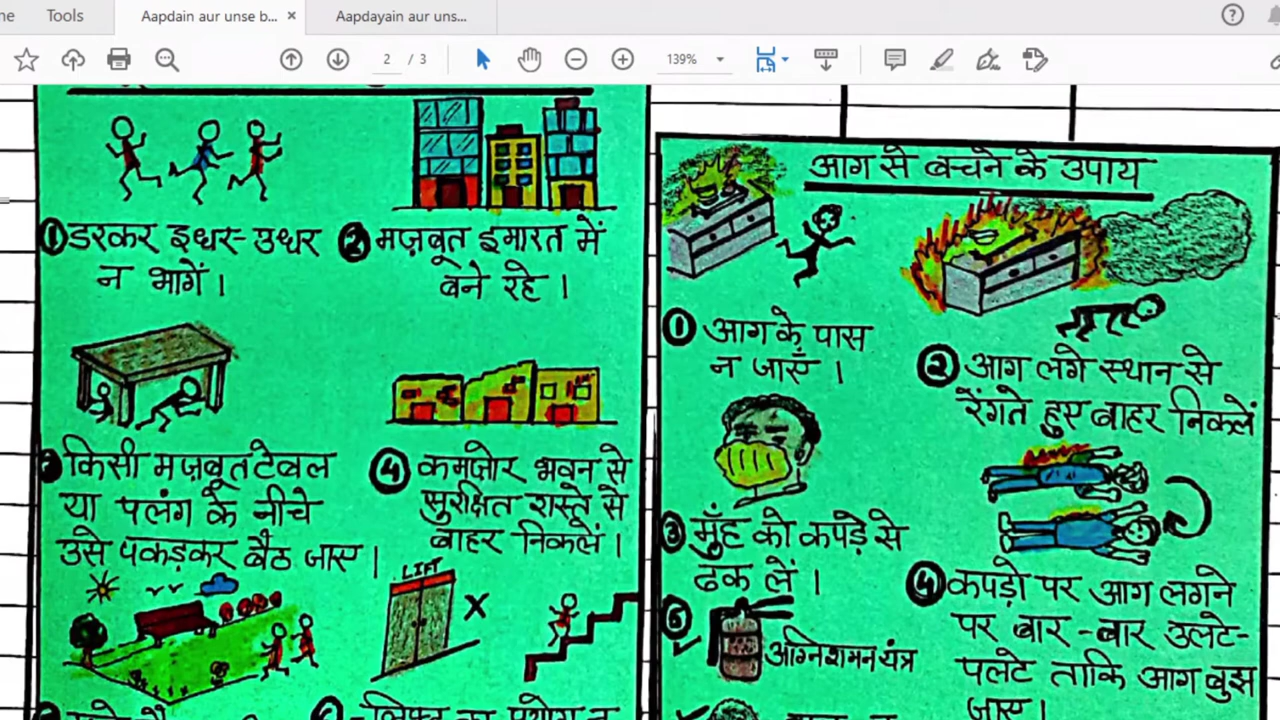 Tools
Aapdain aur unse b... ×
Aapdayain aur uns...
2 / 3
139%
① डरकर इधर-उधर
न भागें।
② मज़बूत इमारत में
बने रहे।
किसी मज़बूत टेबल
या पलंग के नीचे
उसे पकड़कर बैठ जाए।
④ कमज़ोर भवन से
सुरक्षित रास्ते से
बाहर निकलें।
LIFT
X
आग से बचने के उपाय
① आग के पास
न जाएँ।
② आग लगे स्थान से
रेंगते हुए बाहर निकलें
③ मुँह को कपड़े से
ढक लें।
④ कपड़ो पर आग लगने
पर बार-बार उलटे-
पलटे ताकि आग बुझ
जाए।
⑤
अग्निशमन यंत्र